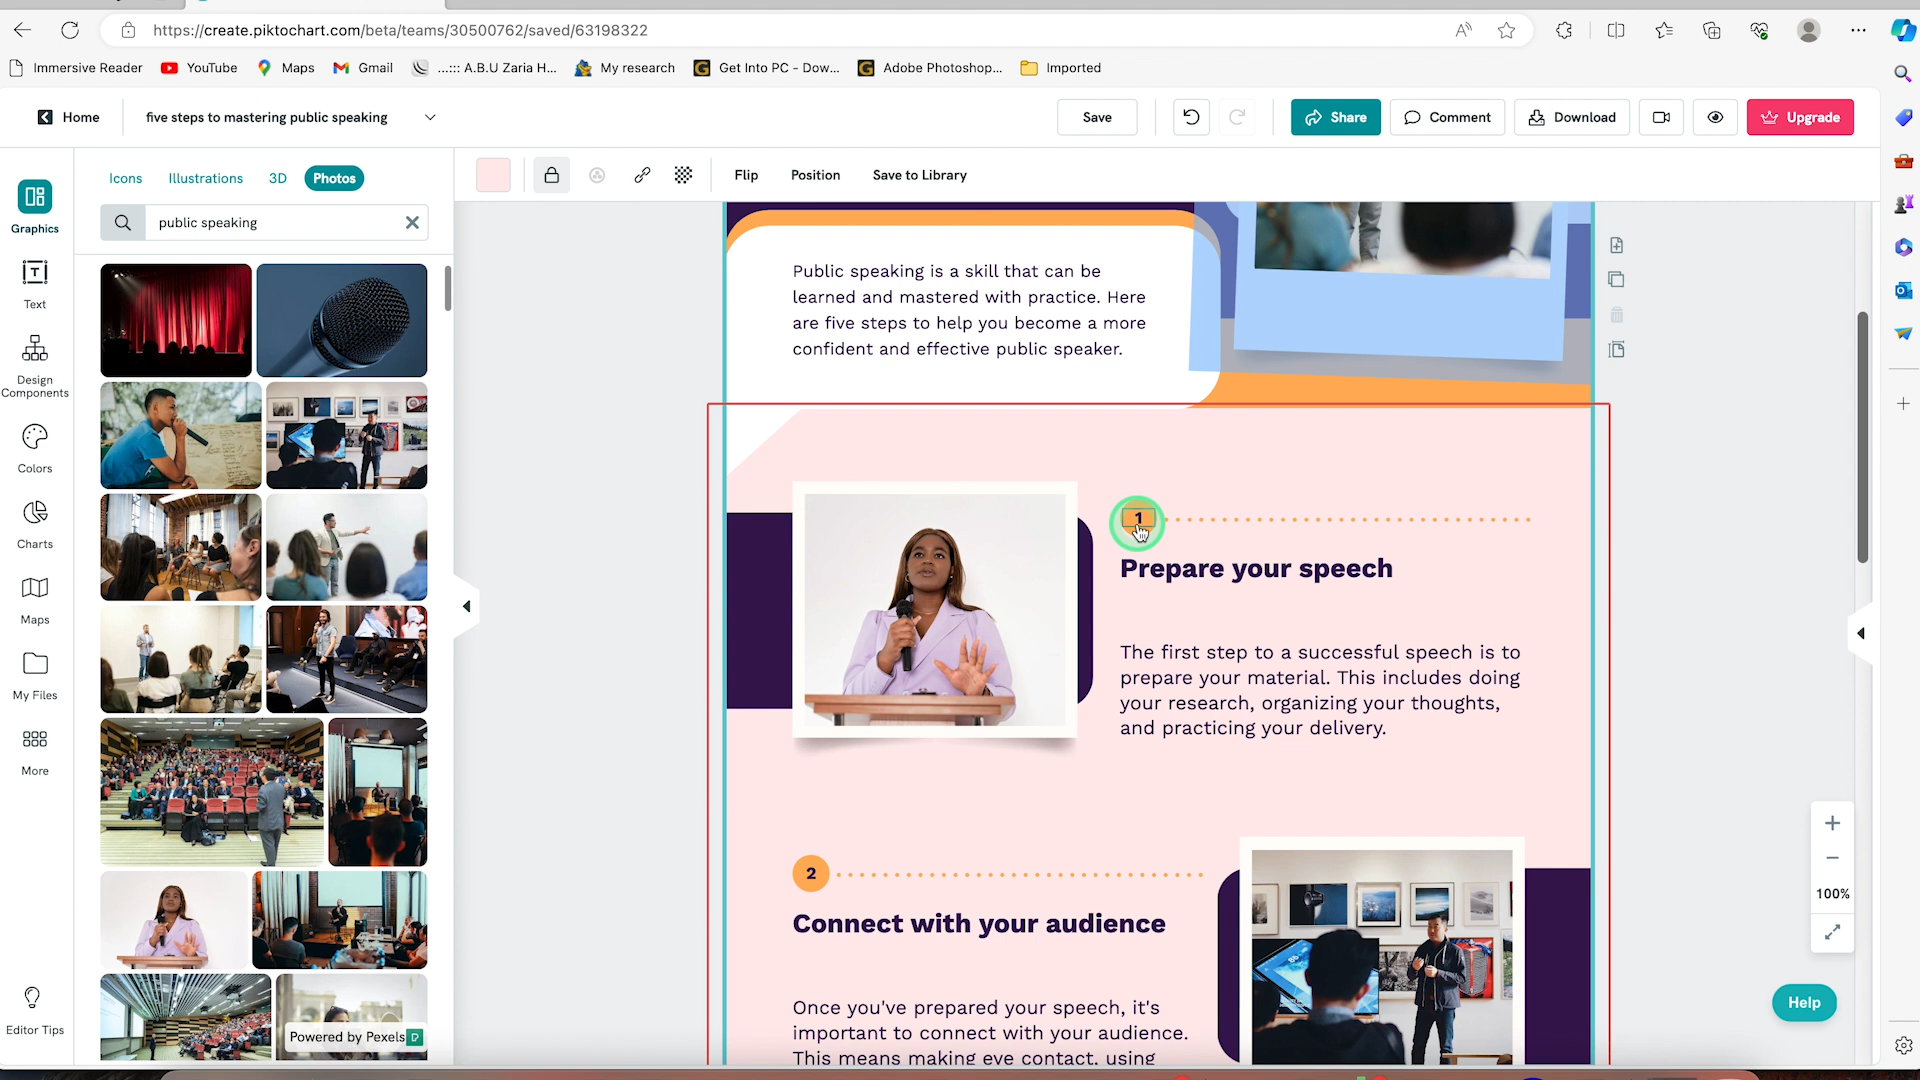 https://create.piktochart.com/beta/teams/30500762/saved/63198322
Immersive Reader
YouTube
Maps
Gmail
...::: A.B.U Zaria H...
My research
Get Into PC - Dow...
Adobe Photoshop...
Imported
Home
five steps to mastering public speaking
Save
Share
Comment
Download
Upgrade
Icons
Illustrations
3D
Photos
Flip
Position
Save to Library
public speaking
Graphics
Text
Design
Components
Colors
Charts
Maps
My Files
More
Editor Tips
Powered by Pexels
Public speaking is a skill that can be
learned and mastered with practice. Here
are five steps to help you become a more
confident and effective public speaker.
1
Prepare your speech
The first step to a successful speech is to
prepare your material. This includes doing
your research, organizing your thoughts,
and practicing your delivery.
2
Connect with your audience
Once you've prepared your speech, it's
important to connect with your audience.
This means making eye contact, using
100%
Help